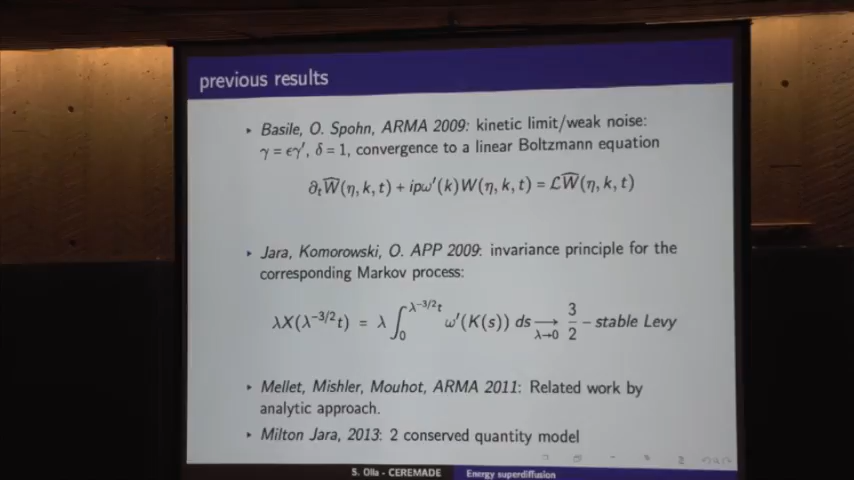 previous results
▸ Basile, O. Spohn, ARMA 2009: kinetic limit/weak noise:
γ = ϵγ′, δ = 1, convergence to a linear Boltzmann equation
∂ₜŴ(η, k, t) + ipω′(k)W(η, k, t) = ℒŴ(η, k, t)
▸ Jara, Komorowski, O. APP 2009: invariance principle for the
corresponding Markov process:
λX(λ^{-3/2}t) = λ ∫_0^{λ^{-3/2}t} ω′(K(s)) ds →_{λ→0} 3/2 − stable Levy
▸ Mellet, Mishler, Mouhot, ARMA 2011: Related work by
analytic approach.
▸ Milton Jara, 2013: 2 conserved quantity model
S. Olla - CEREMADE Energy superdiffusion